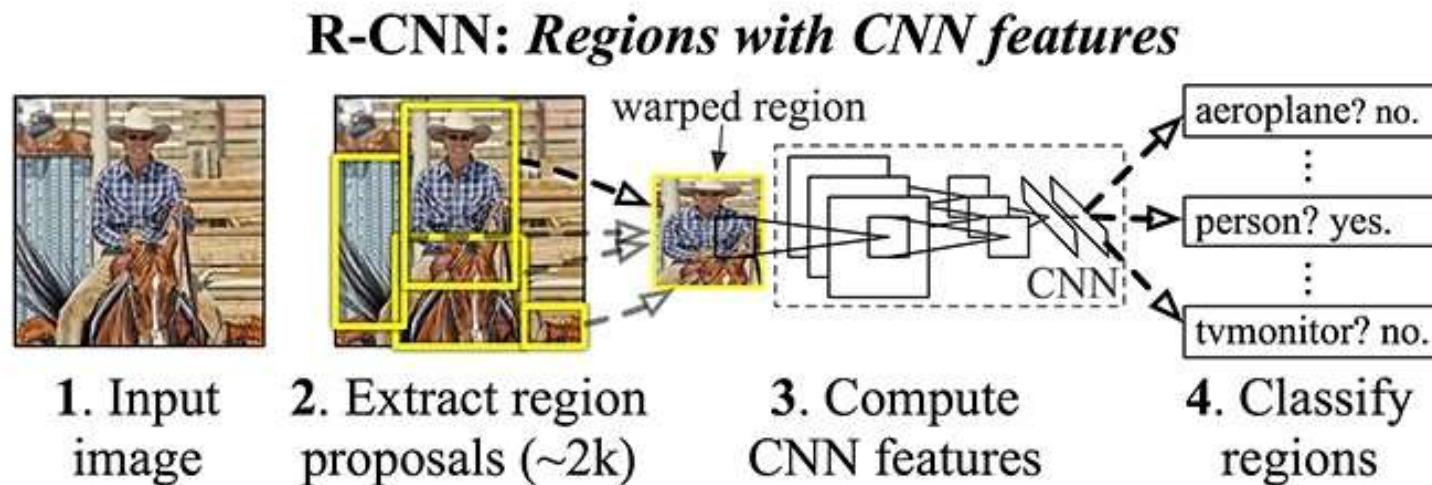 R-CNN: Regions with CNN features
warped region
aeroplane? no.
⋮
person? yes.
⋮
tvmonitor? no.
CNN
1. Input
image
2. Extract region
proposals (~2k)
3. Compute
CNN features
4. Classify
regions